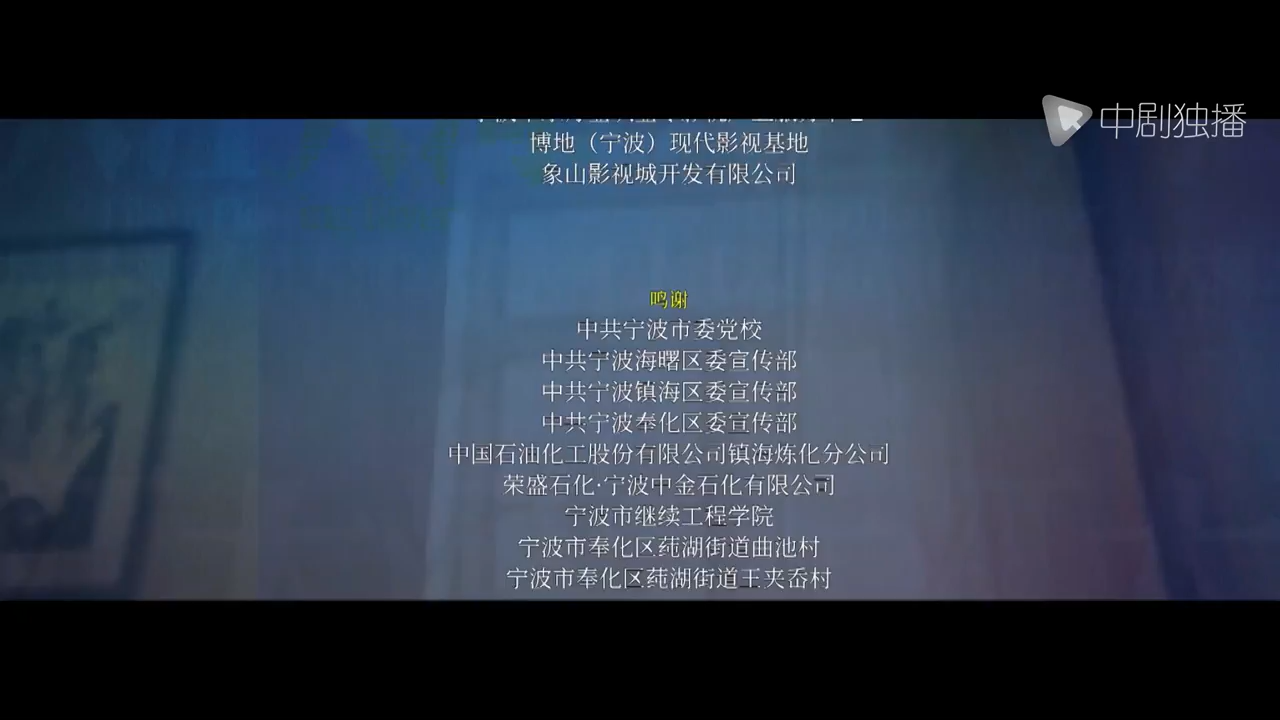 中剧独播
博地（宁波）现代影视基地
象山影视城开发有限公司
鸣谢
中共宁波市委党校
中共宁波海曙区委宣传部
中共宁波镇海区委宣传部
中共宁波奉化区委宣传部
中国石油化工股份有限公司镇海炼化分公司
荣盛石化·宁波中金石化有限公司
宁波市继续工程学院
宁波市奉化区莼湖街道曲池村
宁波市奉化区莼湖街道王夹岙村